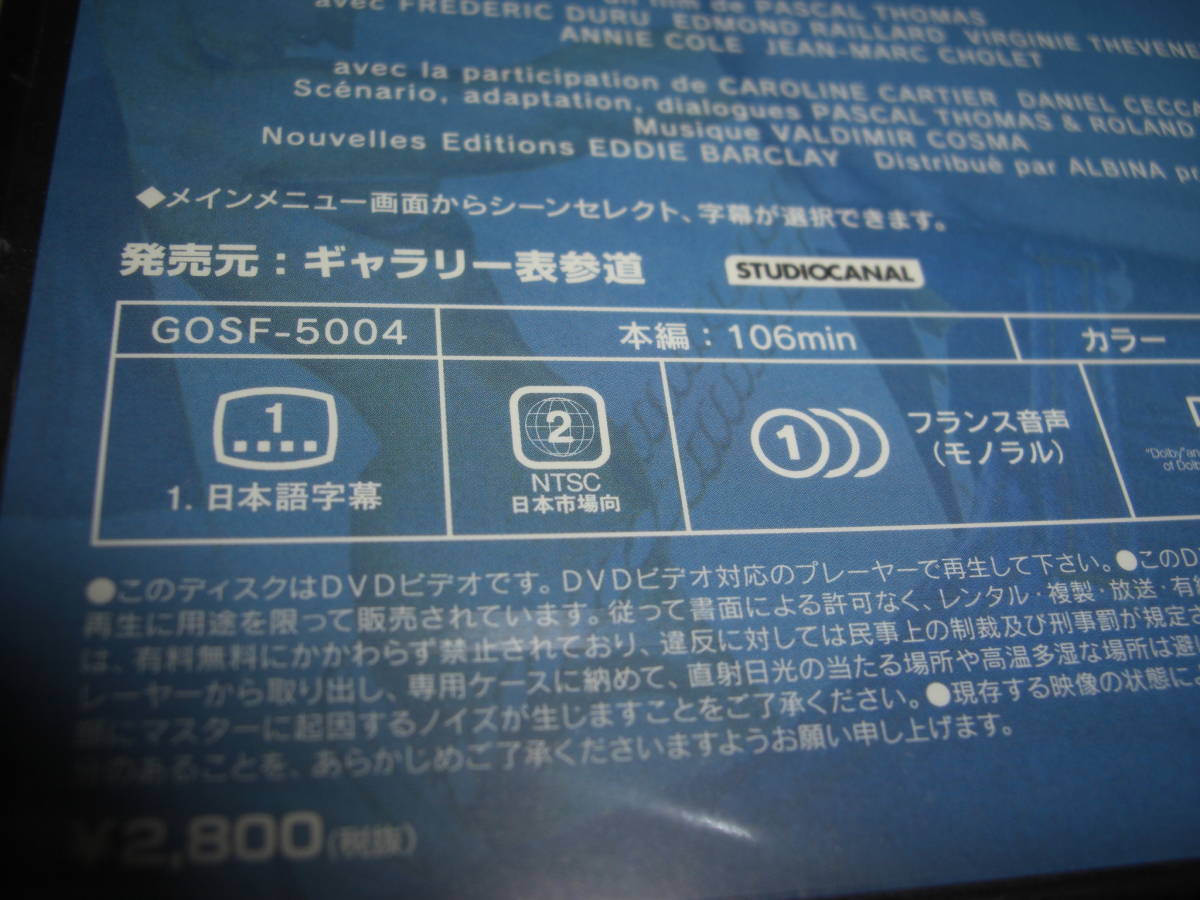 un film de PASCAL THOMAS
avec FRÉDÉRIC DURU EDMOND RAILLARD VIRGINIE THEVENE
ANNIE COLE JEAN-MARC CHOLET
avec la participation de CAROLINE CARTIER DANIEL CECCA
Scénario, adaptation, dialogues PASCAL THOMAS & ROLAND
Musique VALDIMIR COSMA
Nouvelles Editions EDDIE BARCLAY Distribué par ALBINA pr
◆メインメニュー画面からシーンセレクト、字幕が選択できます。
発売元：ギャラリー表参道 STUDIOCANAL
GOSF-5004 本編：106min カラー
1
1. 日本語字幕
2
NTSC
日本市場向
1
フランス音声
（モノラル）
"Dolby"and
of Dolb
●このディスクはDVDビデオです。DVDビデオ対応のプレーヤーで再生して下さい。●このD
再生に用途を限って販売されています。従って書面による許可なく、レンタル・複製・放送・有
は、有料無料にかかわらず禁止されており、違反に対しては民事上の制裁及び刑事罰が規定さ
レーヤーから取り出し、専用ケースに納めて、直射日光の当たる場所や高温多湿な場所は避
にマスターに起因するノイズが生じますことをご了承ください。●現存する映像の状態に
のあることを、あらかじめご了承くださいますようお願い申し上げます。
¥2,800（税抜）